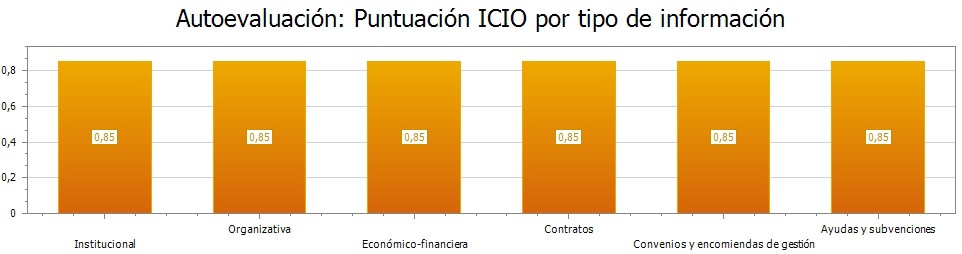 Autoevaluación: Puntuación ICIO por tipo de información
0,8
0,6
0,4
0,2
0
0,85
0,85
0,85
0,85
0,85
0,85
Institucional
Organizativa
Económico-financiera
Contratos
Convenios y encomiendas de gestión
Ayudas y subvenciones